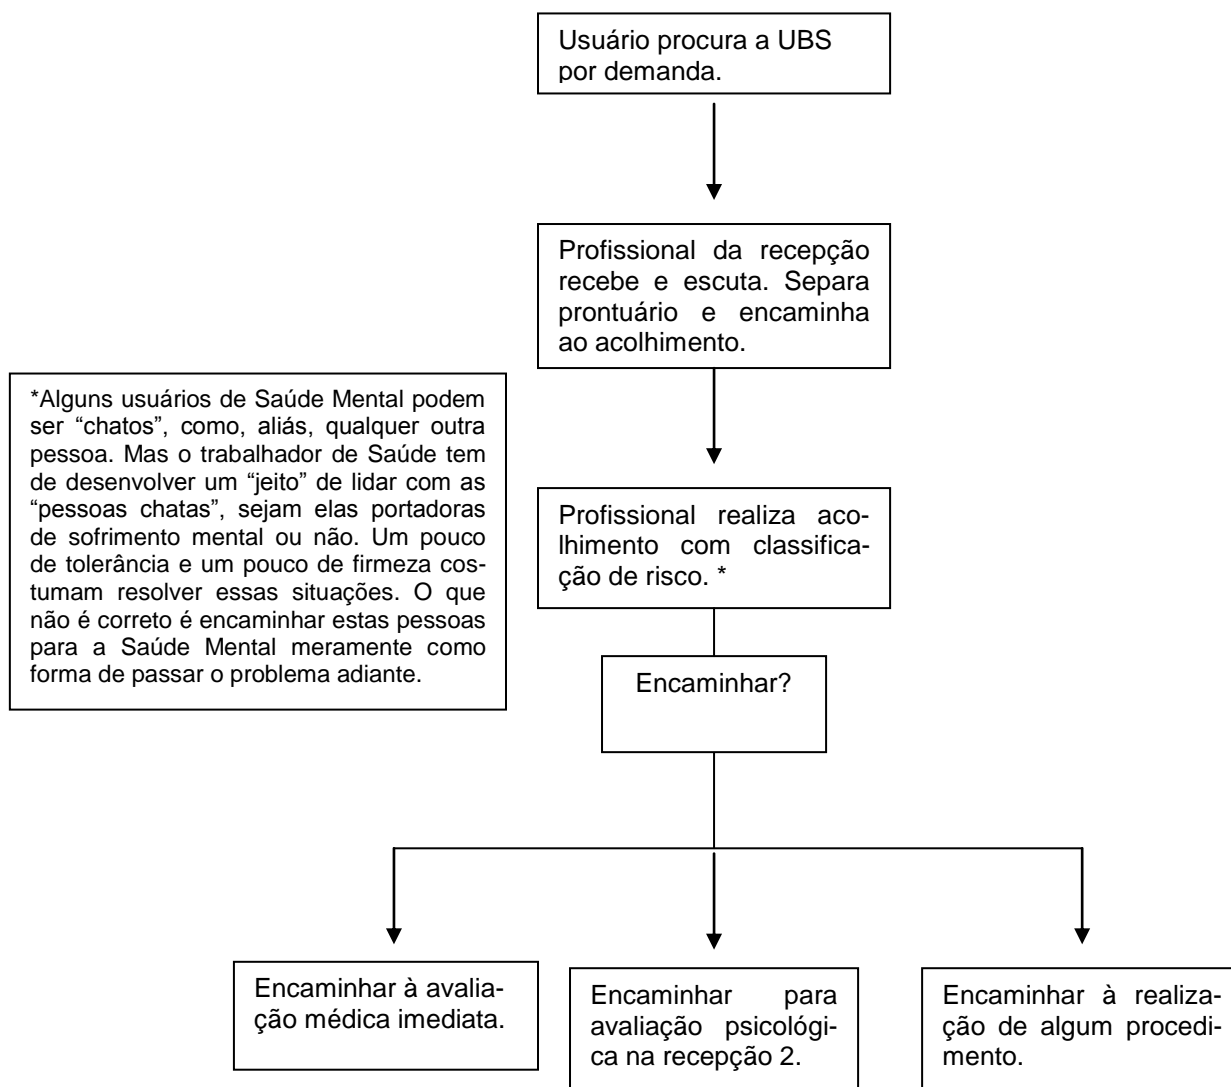 Usuário procura a UBS
por demanda.
Profissional da recepção
recebe e escuta. Separa
prontuário e encaminha
ao acolhimento.
*Alguns usuários de Saúde Mental podem
ser “chatos”, como, aliás, qualquer outra
pessoa. Mas o trabalhador de Saúde tem
de desenvolver um “jeito” de lidar com as
“pessoas chatas”, sejam elas portadoras
de sofrimento mental ou não. Um pouco
de tolerância e um pouco de firmeza cos-
tumam resolver essas situações. O que
não é correto é encaminhar estas pessoas
para a Saúde Mental meramente como
forma de passar o problema adiante.
Profissional realiza aco-
lhimento com classifica-
ção de risco. *
Encaminhar?
Encaminhar à avalia-
ção médica imediata.
Encaminhar para
avaliação psicológi-
ca na recepção 2.
Encaminhar à realiza-
ção de algum procedi-
mento.